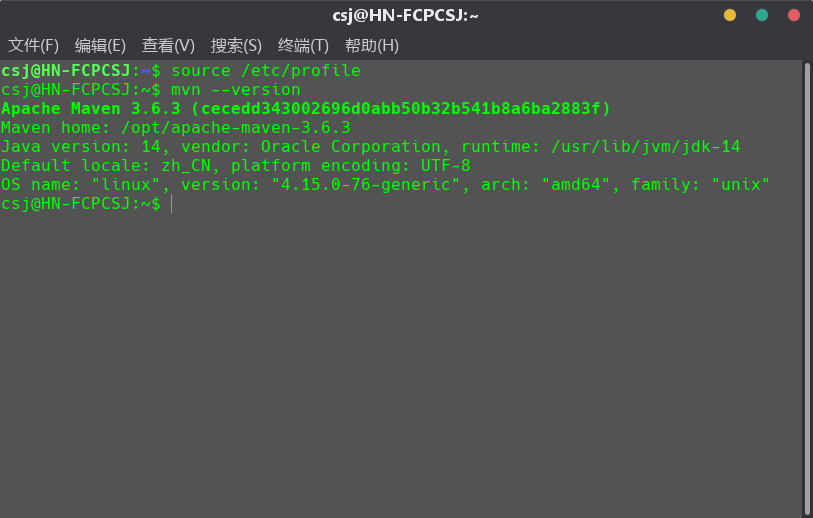 csj@HN-FCPCSJ:~
文件(F) 编辑(E) 查看(V) 搜索(S) 终端(T) 帮助(H)
csj@HN-FCPCSJ:~$ source /etc/profile
csj@HN-FCPCSJ:~$ mvn --version
Apache Maven 3.6.3 (cecedd343002696d0abb50b32b541b8a6ba2883f)
Maven home: /opt/apache-maven-3.6.3
Java version: 14, vendor: Oracle Corporation, runtime: /usr/lib/jvm/jdk-14
Default locale: zh_CN, platform encoding: UTF-8
OS name: "linux", version: "4.15.0-76-generic", arch: "amd64", family: "unix"
csj@HN-FCPCSJ:~$